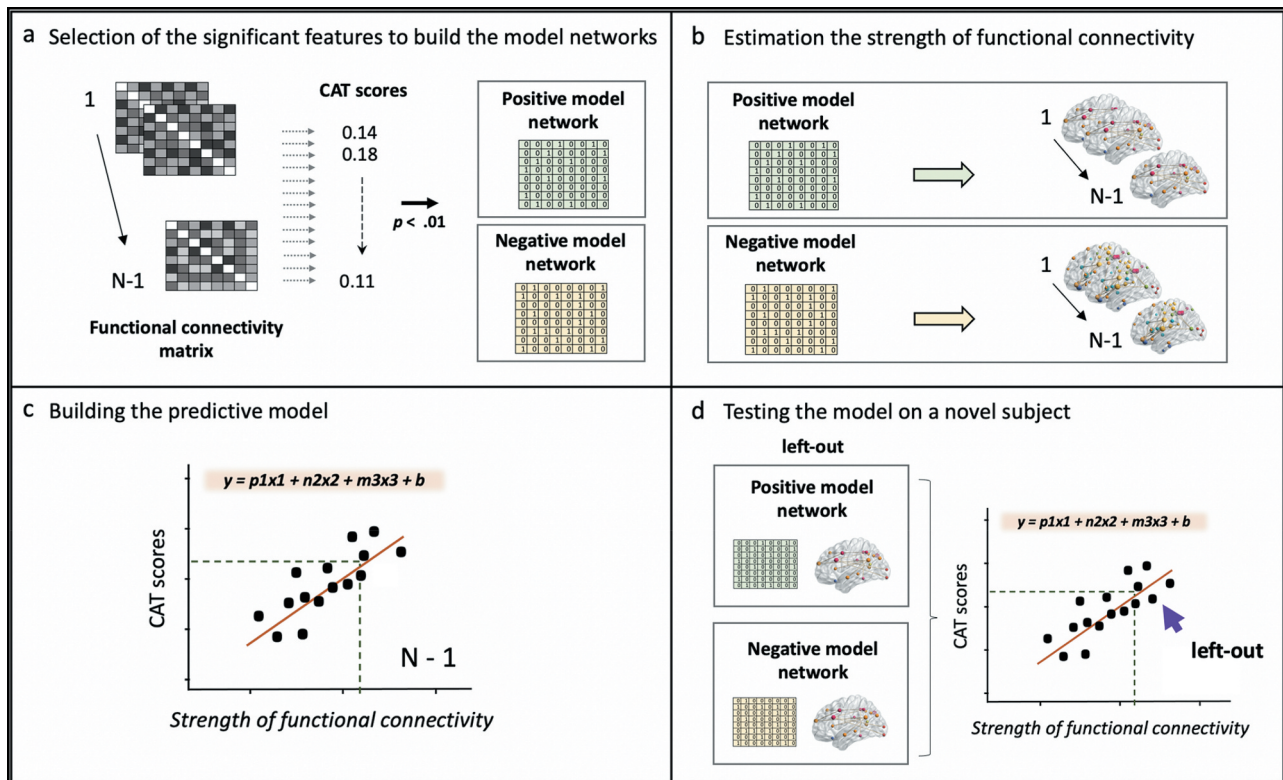 a Selection of the significant features to build the model networks
1
N-1
Functional connectivity
matrix
CAT scores
0.14
0.18
0.11
p < .01
Positive model
network
Negative model
network
b Estimation the strength of functional connectivity
Positive model
network
1
N-1
Negative model
network
1
N-1
c Building the predictive model
y = p1x1 + n2x2 + m3x3 + b
CAT scores
N - 1
Strength of functional connectivity
d Testing the model on a novel subject
left-out
Positive model
network
Negative model
network
y = p1x1 + n2x2 + m3x3 + b
CAT scores
left-out
Strength of functional connectivity